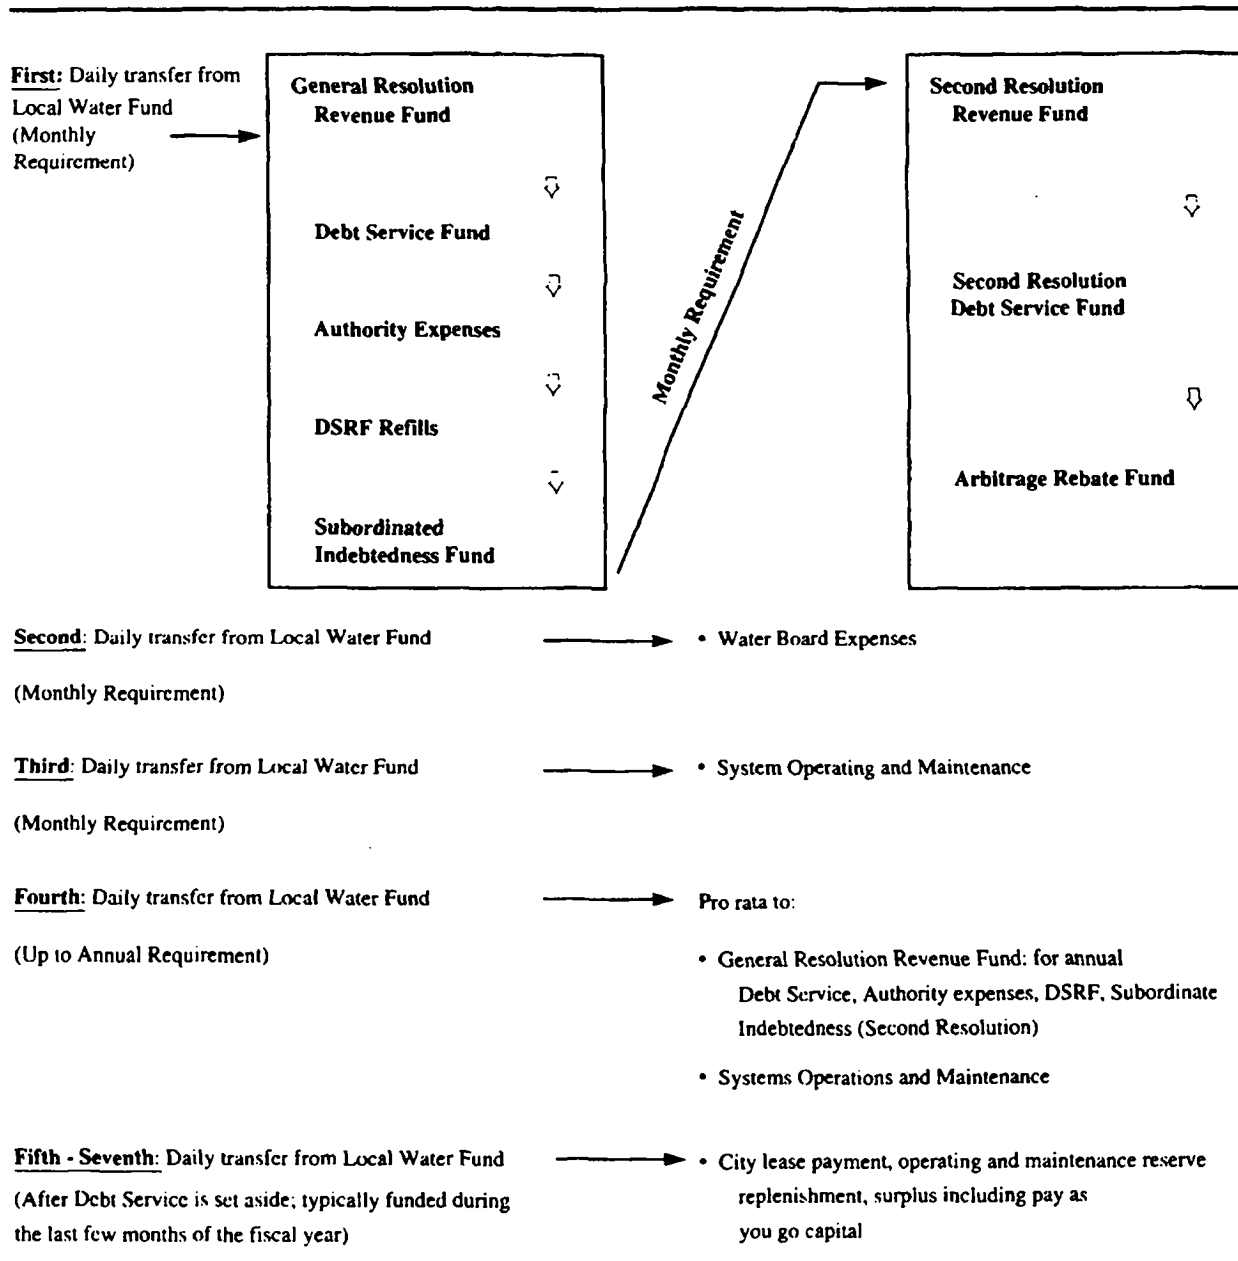 First: Daily transfer from
Local Water Fund
(Monthly
Requirement)
General Resolution
Revenue Fund
Debt Service Fund
Authority Expenses
DSRF Refills
Subordinated
Indebtedness Fund
Monthly Requirement
Second Resolution
Revenue Fund
Second Resolution
Debt Service Fund
Arbitrage Rebate Fund
Second: Daily transfer from Local Water Fund
• Water Board Expenses
(Monthly Requirement)
Third: Daily transfer from Local Water Fund
• System Operating and Maintenance
(Monthly Requirement)
Fourth: Daily transfer from Local Water Fund
Pro rata to:
(Up to Annual Requirement)
• General Resolution Revenue Fund: for annual
Debt Service, Authority expenses, DSRF, Subordinate
Indebtedness (Second Resolution)
• Systems Operations and Maintenance
Fifth - Seventh: Daily transfer from Local Water Fund
(After Debt Service is set aside; typically funded during
the last few months of the fiscal year)
• City lease payment, operating and maintenance reserve
replenishment, surplus including pay as
you go capital